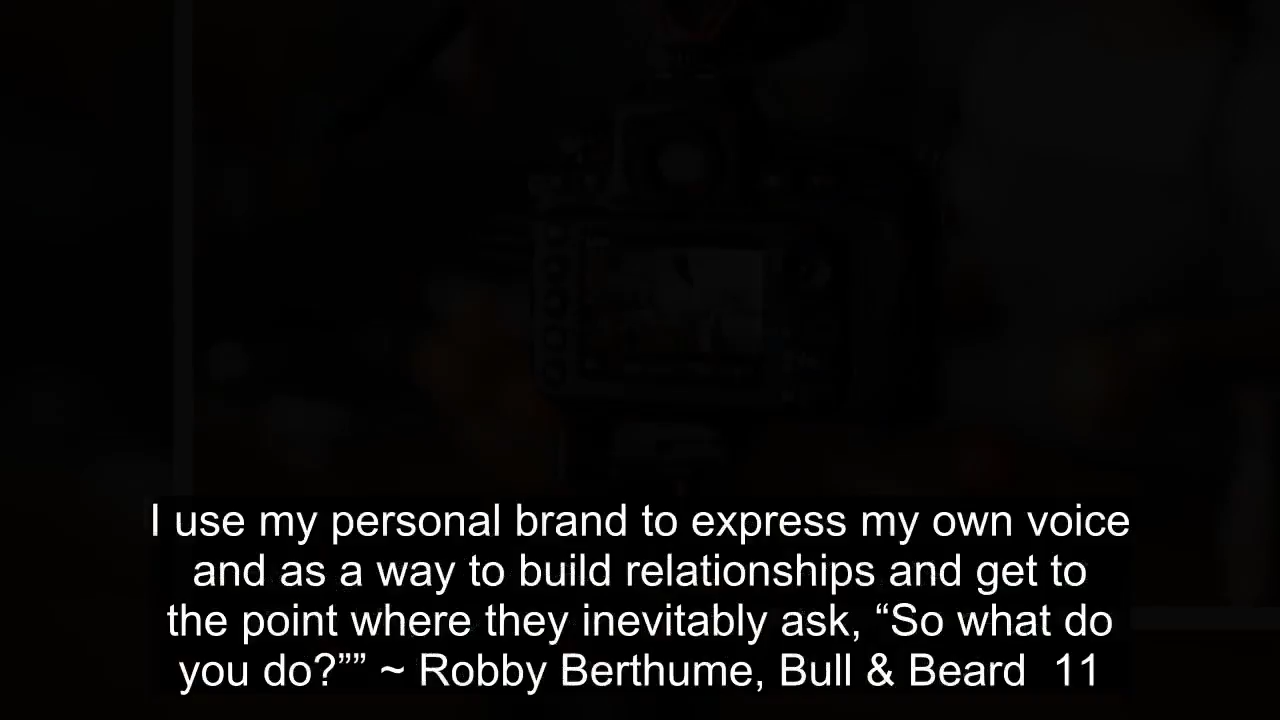 I use my personal brand to express my own voice
and as a way to build relationships and get to
the point where they inevitably ask, “So what do
you do?”” ~ Robby Berthume, Bull & Beard  11